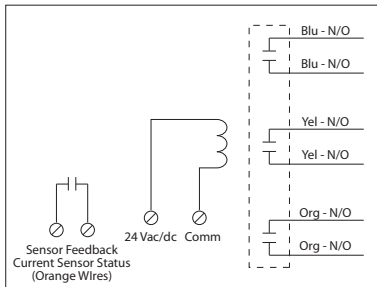 Blu - N/O
Blu - N/O
Yel - N/O
Yel - N/O
Org - N/O
Org - N/O
24 Vac/dc Comm
Sensor Feedback
Current Sensor Status
(Orange WIres)